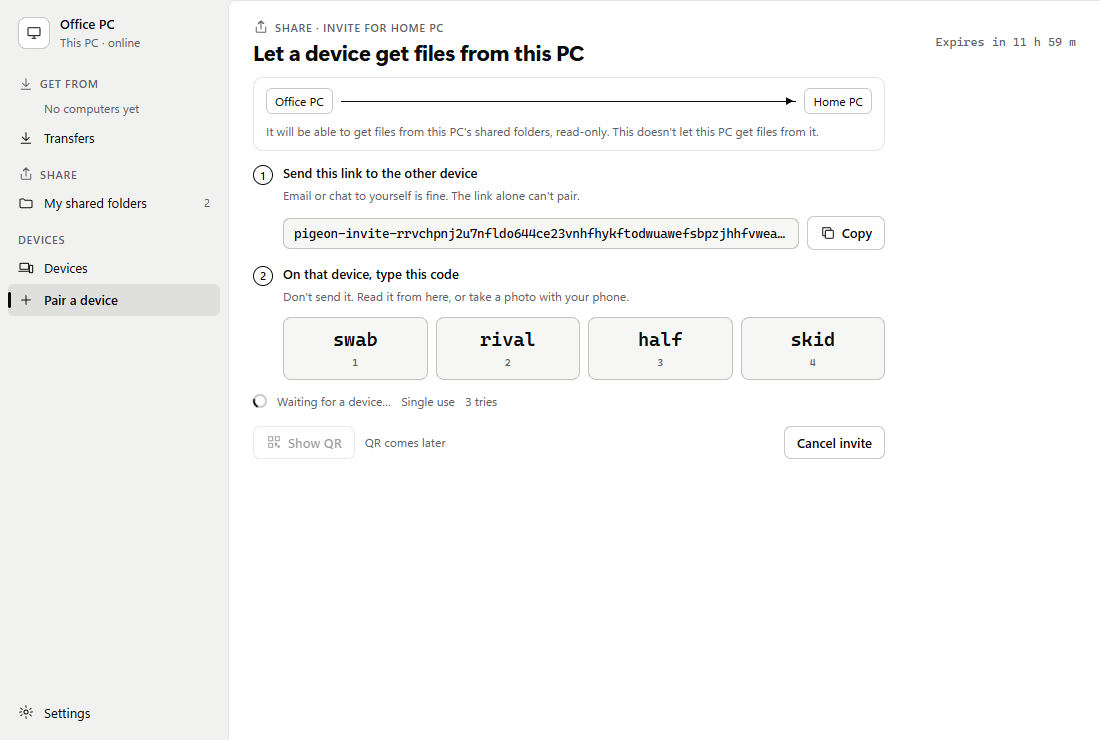 Office PC
This PC · online
GET FROM
No computers yet
Transfers
SHARE
My shared folders 2
DEVICES
Devices
Pair a device
Settings
SHARE · INVITE FOR HOME PC
Let a device get files from this PC
Expires in 11 h 59 m
Office PC
Home PC
It will be able to get files from this PC's shared folders, read-only. This doesn't let this PC get files from it.
1 Send this link to the other device
Email or chat to yourself is fine. The link alone can't pair.
pigeon-invite-rrvchpnj2u7nfldo644ce23vnhfhykftodwuawefsbpzjhhfvwea…
Copy
2 On that device, type this code
Don't send it. Read it from here, or take a photo with your phone.
swab rival half skid
1 2 3 4
Waiting for a device… Single use 3 tries
Show QR QR comes later Cancel invite